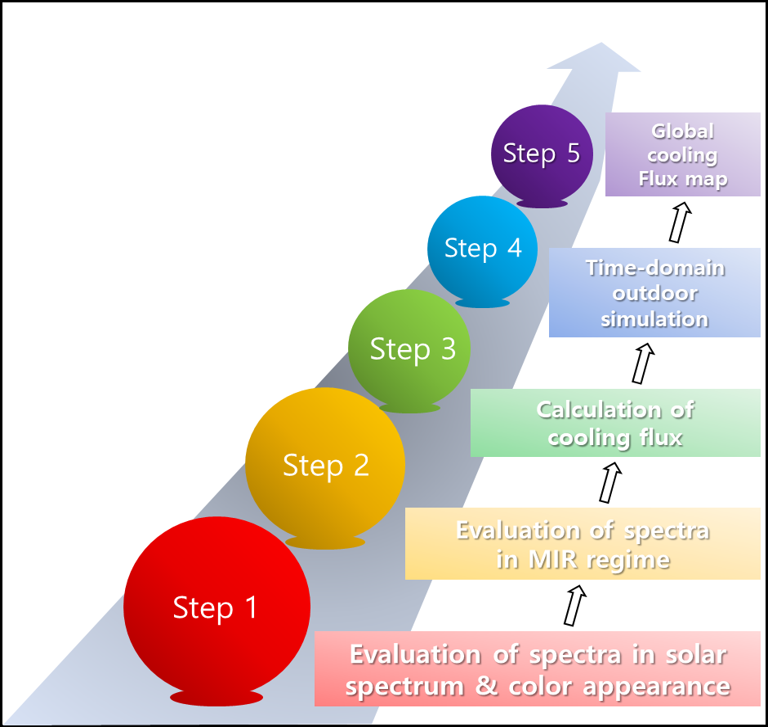 Step 5
Global
cooling
Flux map
Step 4
Time-domain
outdoor
simulation
Step 3
Calculation of
cooling flux
Step 2
Evaluation of spectra
in MIR regime
Step 1
Evaluation of spectra in solar
spectrum & color appearance